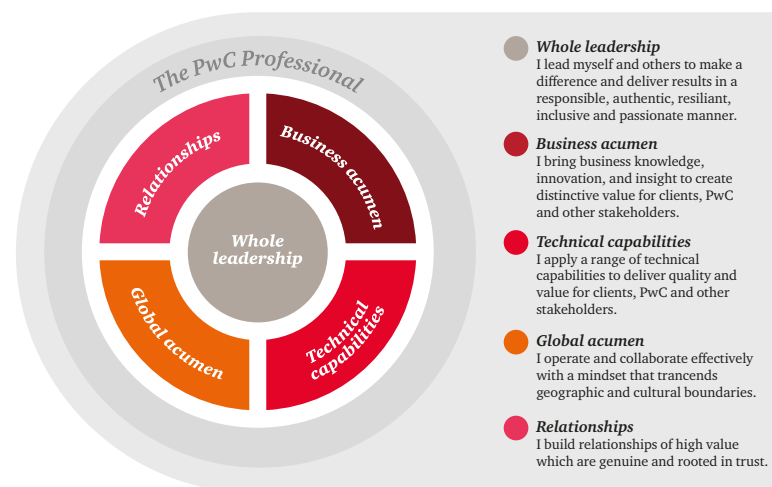 The PwC Professional
Relationships
Business acumen
Whole
leadership
Global acumen
Technical
capabilities
Whole leadership
I lead myself and others to make a
difference and deliver results in a
responsible, authentic, resiliant,
inclusive and passionate manner.
Business acumen
I bring business knowledge,
innovation, and insight to create
distinctive value for clients, PwC
and other stakeholders.
Technical capabilities
I apply a range of technical
capabilities to deliver quality and
value for clients, PwC and other
stakeholders.
Global acumen
I operate and collaborate effectively
with a mindset that trancends
geographic and cultural boundaries.
Relationships
I build relationships of high value
which are genuine and rooted in trust.